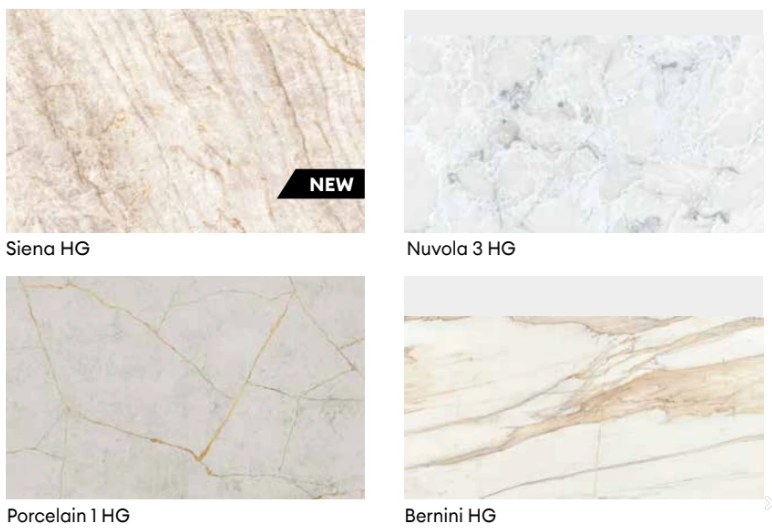 NEW
Siena HG
Nuvola 3 HG
Porcelain 1 HG
Bernini HG